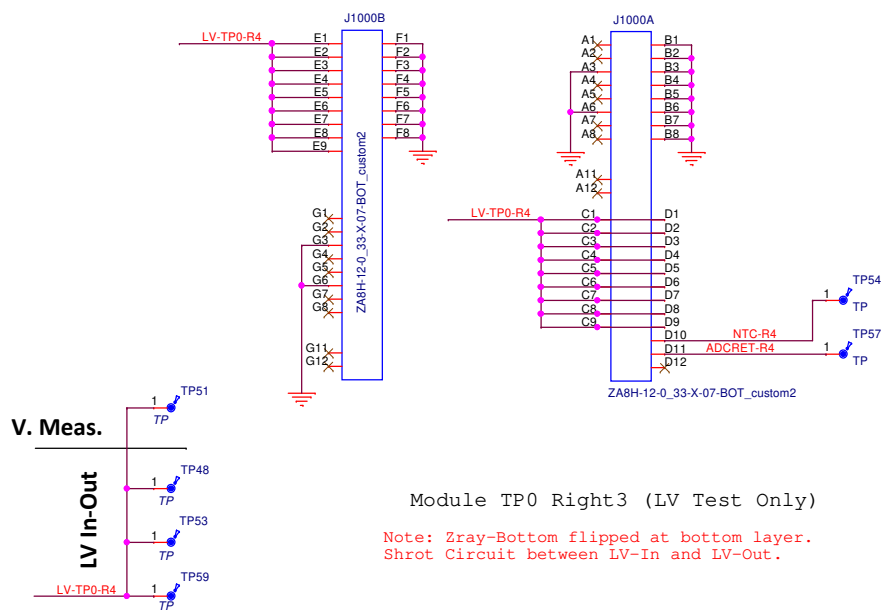 J1000B
LV-TP0-R4
E1 F1
E2 F2
E3 F3
E4 F4
E5 F5
E6 F6
E7 F7
E8 F8
E9
G1
G2
G3
G4
G5
G6
G7
G8
G11
G12
ZA8H-12-0_33-X-07-BOT_custom2
J1000A
A1 B1
A2 B2
A3 B3
A4 B4
A5 B5
A6 B6
A7 B7
A8 B8
A11
A12
LV-TP0-R4
C1 D1
C2 D2
C3 D3
C4 D4
C5 D5
C6 D6
C7 D7
C8 D8
C9 D9
D10
NTC-R4
D11
ADCRET-R4
D12
1 TP54
TP
1 TP57
TP
ZA8H-12-0_33-X-07-BOT_custom2
V. Meas.
1 TP51
TP
LV In-Out
1 TP48
TP
1 TP53
TP
LV-TP0-R4
1 TP59
TP
Module TP0 Right3 (LV Test Only)
Note: Zray-Bottom flipped at bottom layer.
Shrot Circuit between LV-In and LV-Out.